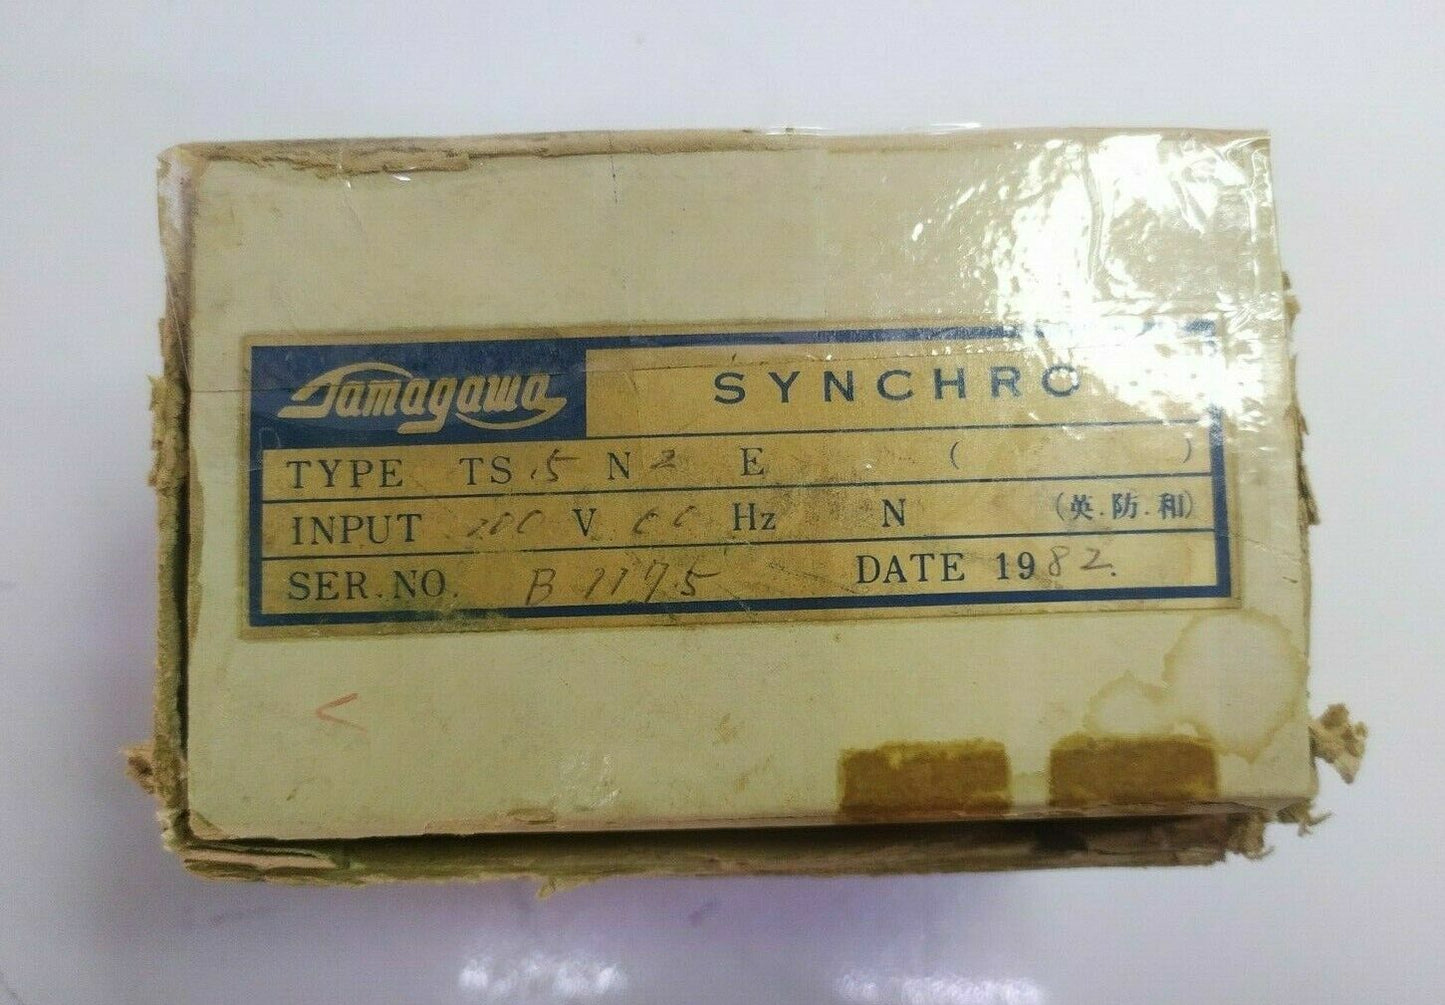 Tamagawa
SYNCHRO
TYPE TS 5 N 2 E ( )
INPUT 100 V 60 Hz N (英.防.和)
SER.NO. B 1175 DATE 1982.